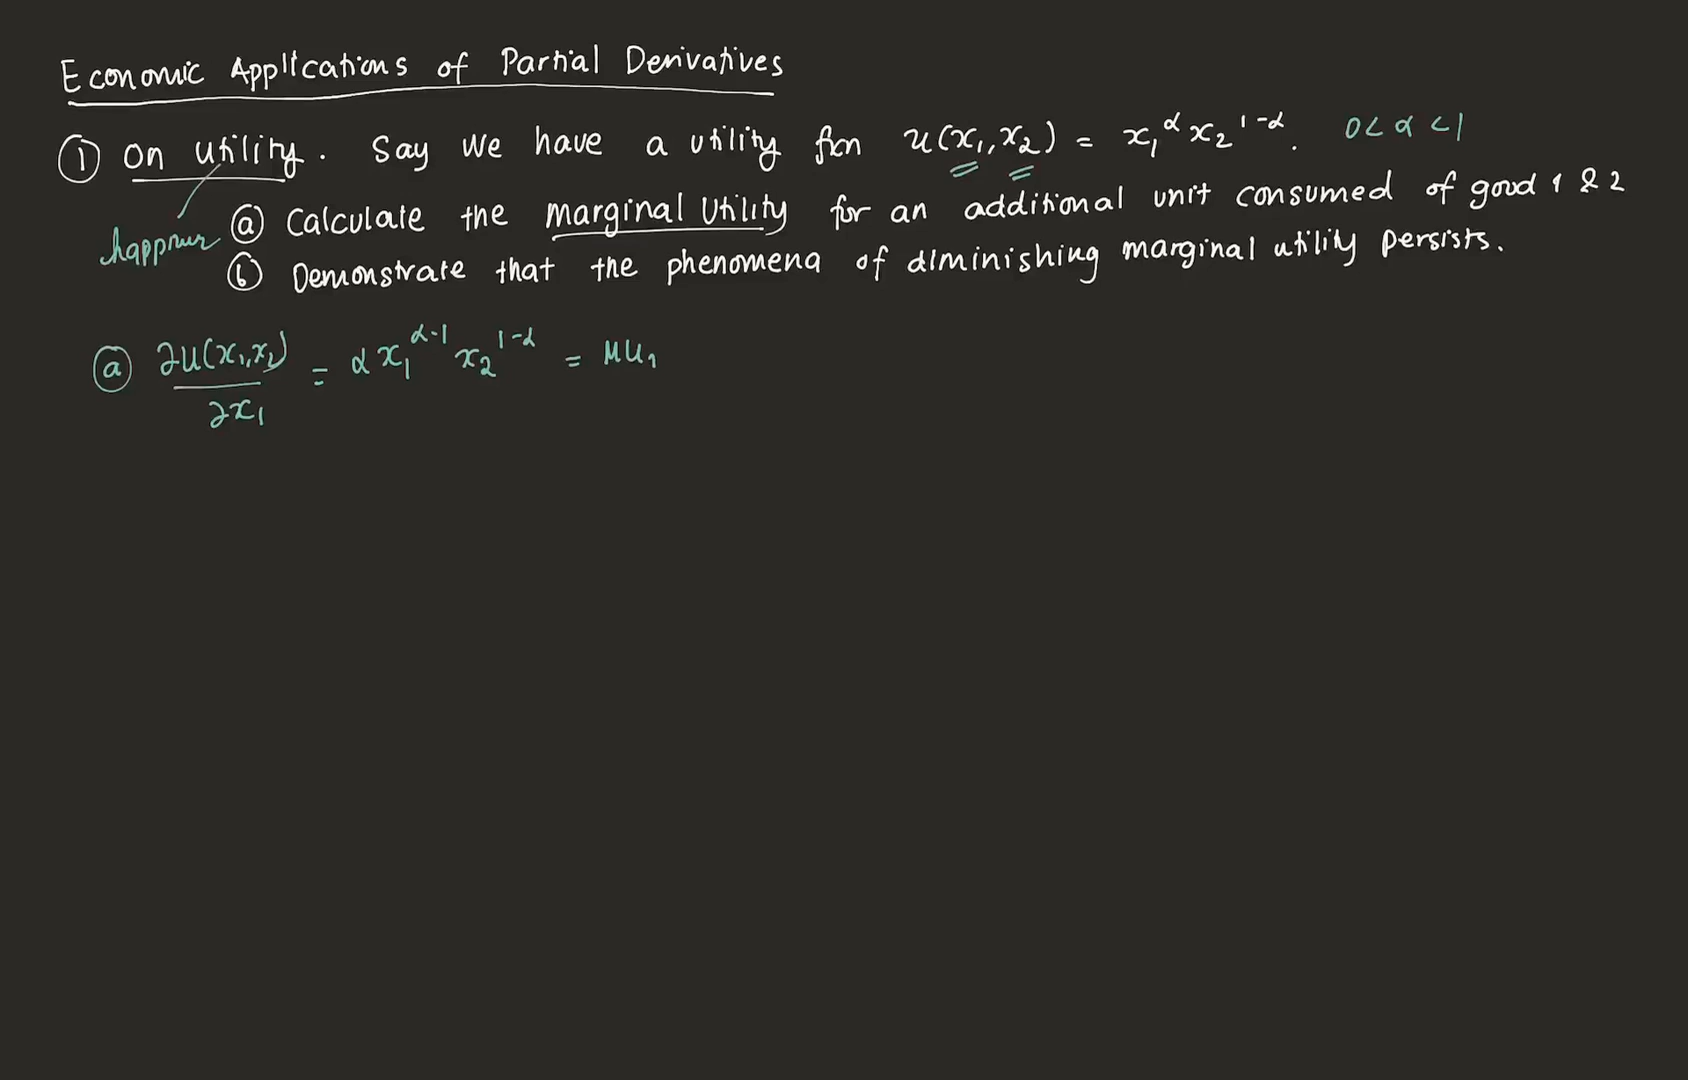 Economic Applications of Partial Derivatives
① On Utility. Say we have a utility fcn u(x₁,x₂) = x₁^α x₂^1-α. 0<α<1
ⓐ Calculate the marginal Utility for an additional unit consumed of good 1 & 2
ⓑ Demonstrate that the phenomena of diminishing marginal utility persists.
ⓐ ∂u(x₁,x₂)/∂x₁ = αx₁^α-1 x₂^1-α = MU₁